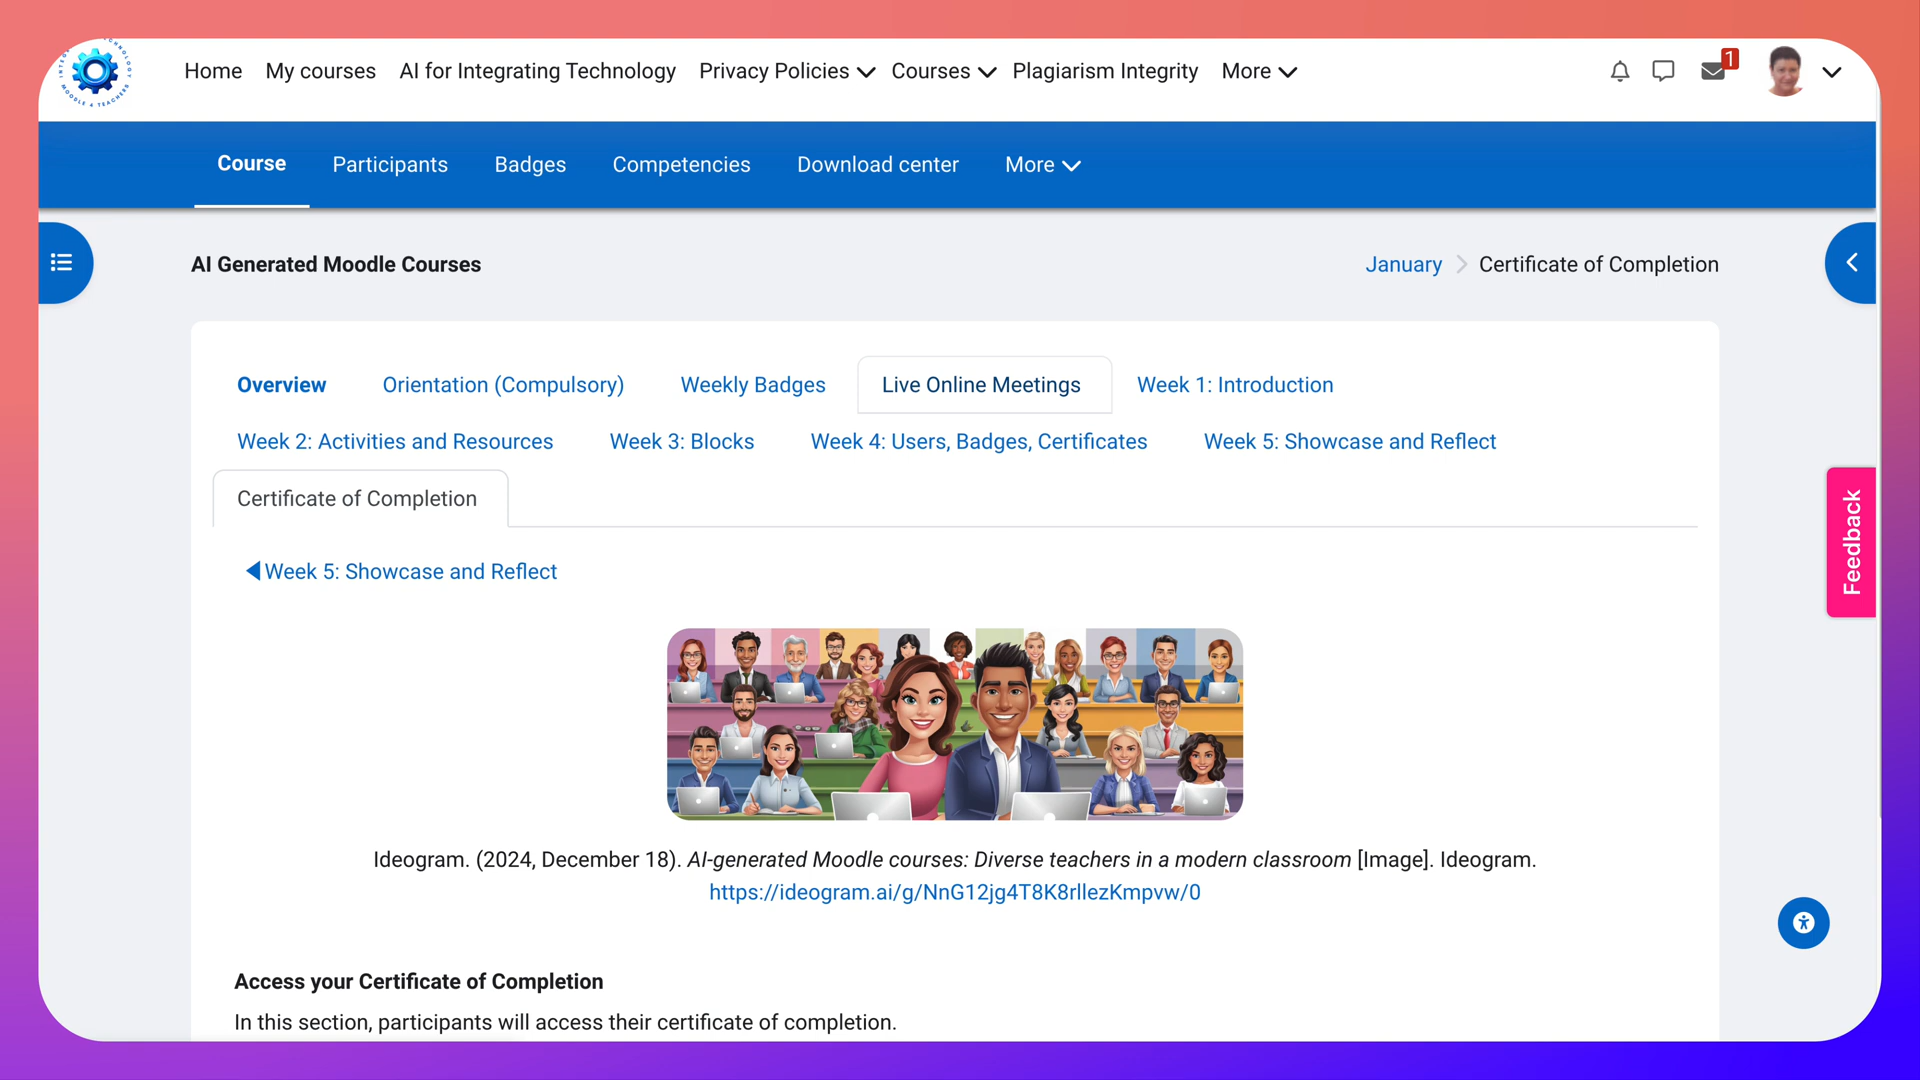 MOODLE 4 TEACHERS
Home My courses AI for Integrating Technology Privacy Policies Courses Plagiarism Integrity More 1
Course Participants Badges Competencies Download center More
AI Generated Moodle Courses January Certificate of Completion
Overview Orientation (Compulsory) Weekly Badges Live Online Meetings Week 1: Introduction
Week 2: Activities and Resources Week 3: Blocks Week 4: Users, Badges, Certificates Week 5: Showcase and Reflect
Certificate of Completion
Feedback
Week 5: Showcase and Reflect
Ideogram. (2024, December 18). AI-generated Moodle courses: Diverse teachers in a modern classroom [Image]. Ideogram.
https://ideogram.ai/g/NnG12jg4T8K8rllezKmpvw/0
Access your Certificate of Completion
In this section, participants will access their certificate of completion.